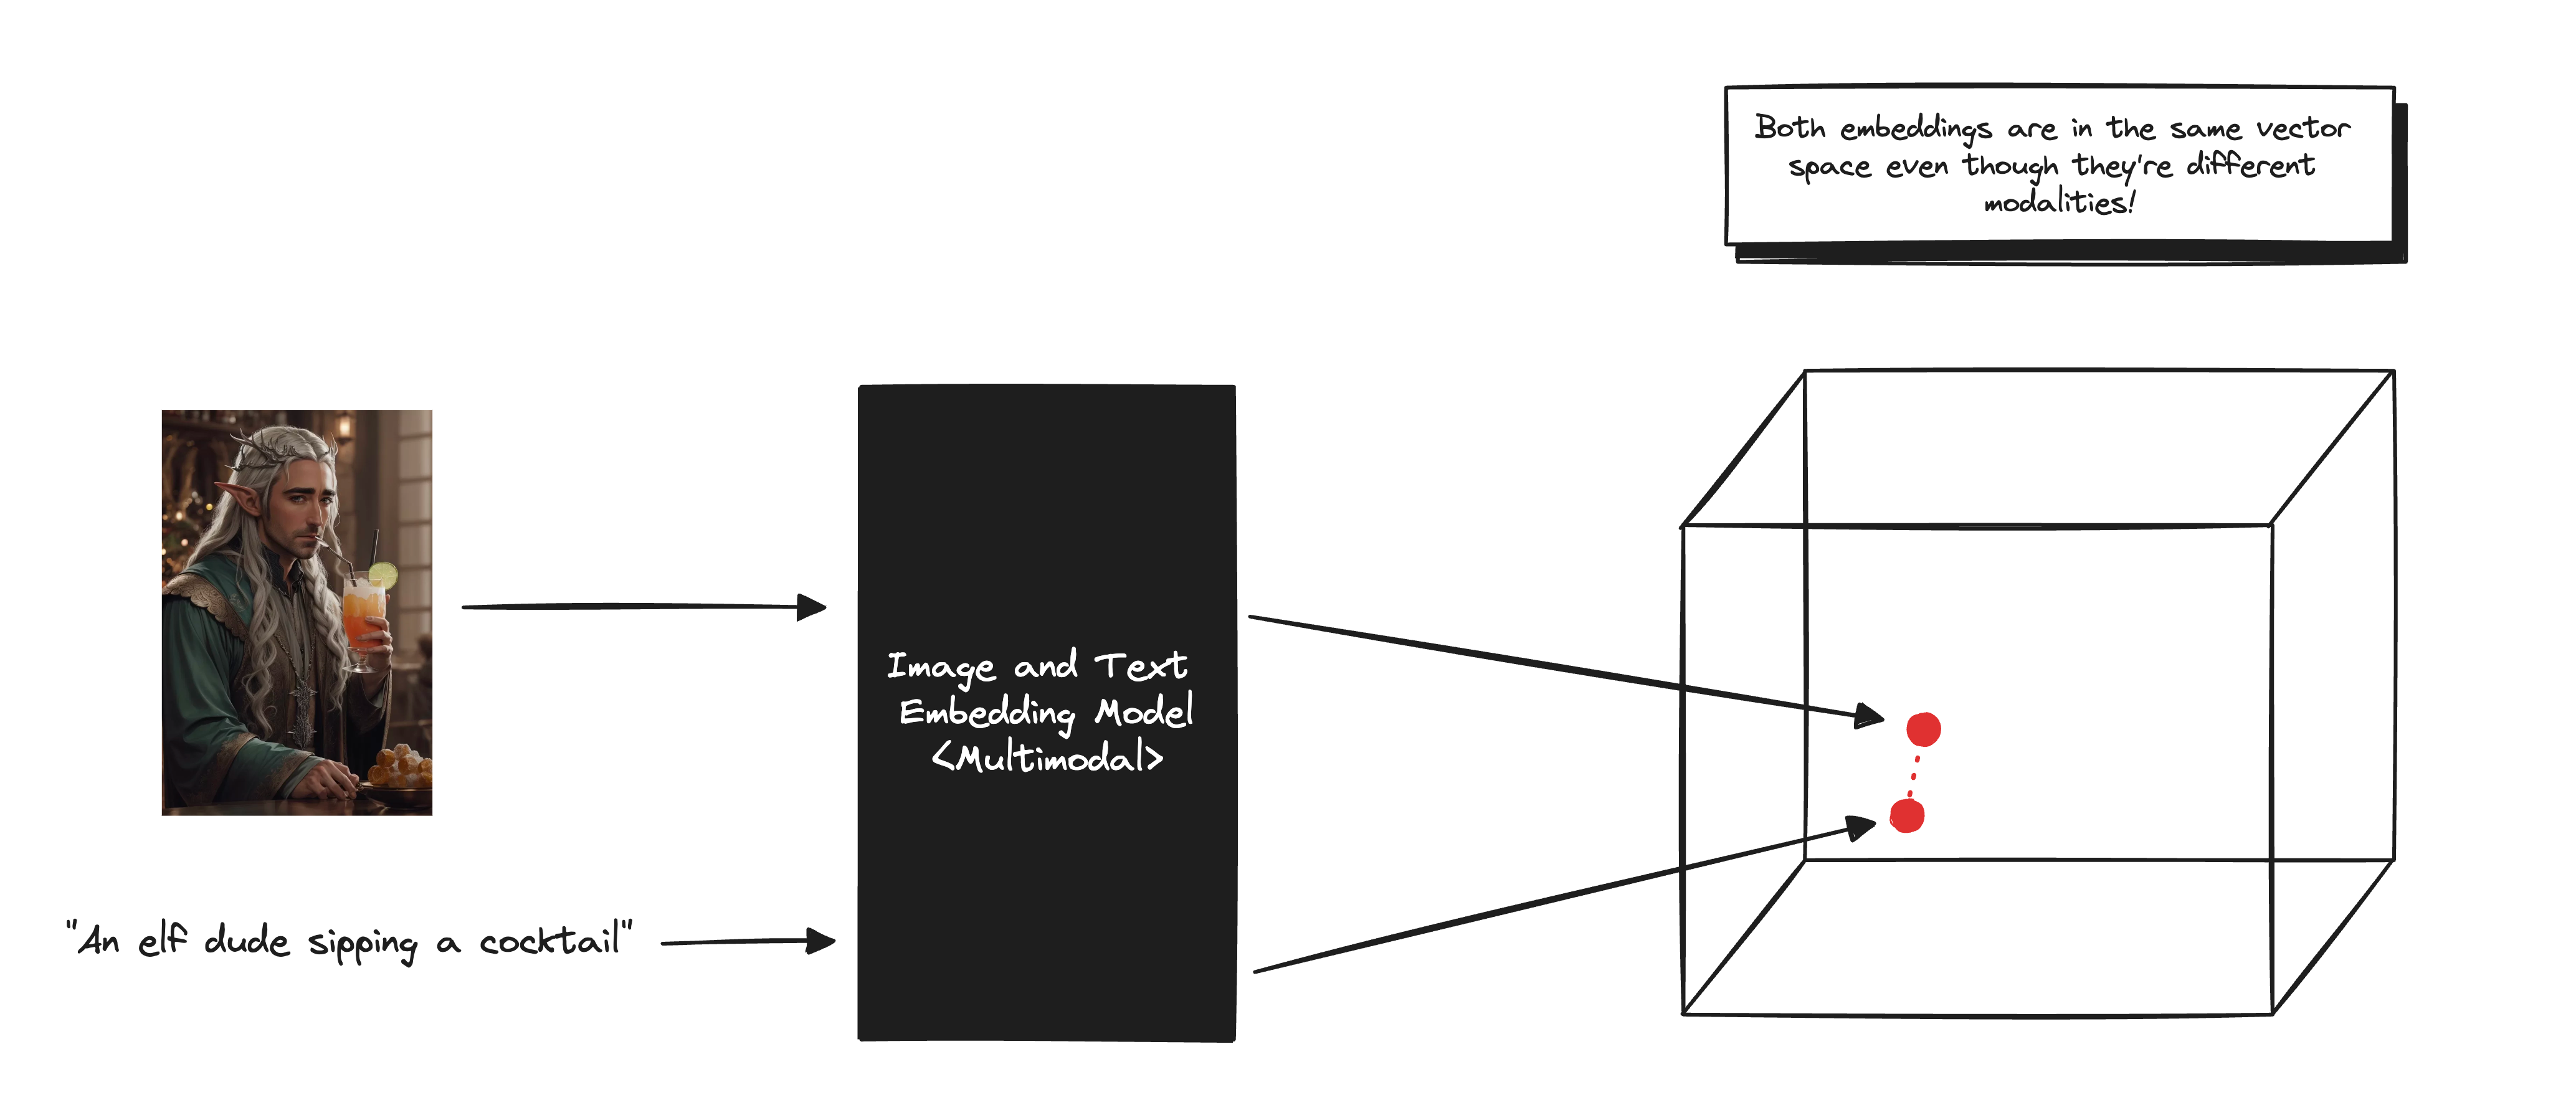 Both embeddings are in the same vector
space even though they're different
modalities!
Image and Text
Embedding Model
<Multimodal>
"An elf dude sipping a cocktail"